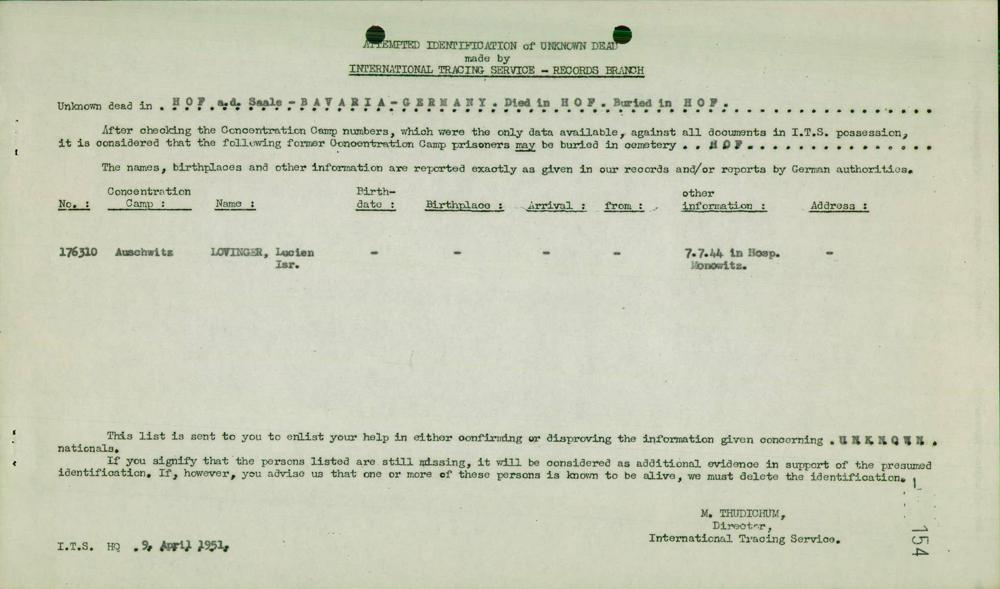 ATTEMPTED IDENTIFICATION of UNKNOWN DEAD
made by
INTERNATIONAL TRACING SERVICE - RECORDS BRANCH
Unknown dead in . HOF a.d. Saale - BAVARIA - GERMANY. Died in HOF. Buried in HOF. . . . . . . . . . . . . . . .
After checking the Concentration Camp numbers, which were the only data available, against all documents in I.T.S. possession,
it is considered that the following former Concentration Camp prisoners may be buried in cemetery . . HOF. . . . . . . . . . . . . . .
The names, birthplaces and other information are reported exactly as given in our records and/or reports by German authorities.
No. : Concentration Camp : Name : Birth-date : Birthplace : Arrival : from : other information : Address :
176310 Auschwitz LOVINGER, Lucien - - - - 7.7.44 in Hosp. -
Isr. Monowitz.
This list is sent to you to enlist your help in either confirming or disproving the information given concerning . UNKNOWN .
nationals.
If you signify that the persons listed are still missing, it will be considered as additional evidence in support of the presumed
identification. If, however, you advise us that one or more of these persons is known to be alive, we must delete the identification.
M. THUDICHUM,
Director,
International Tracing Service.
I.T.S. HQ . 9. April 1951.
154